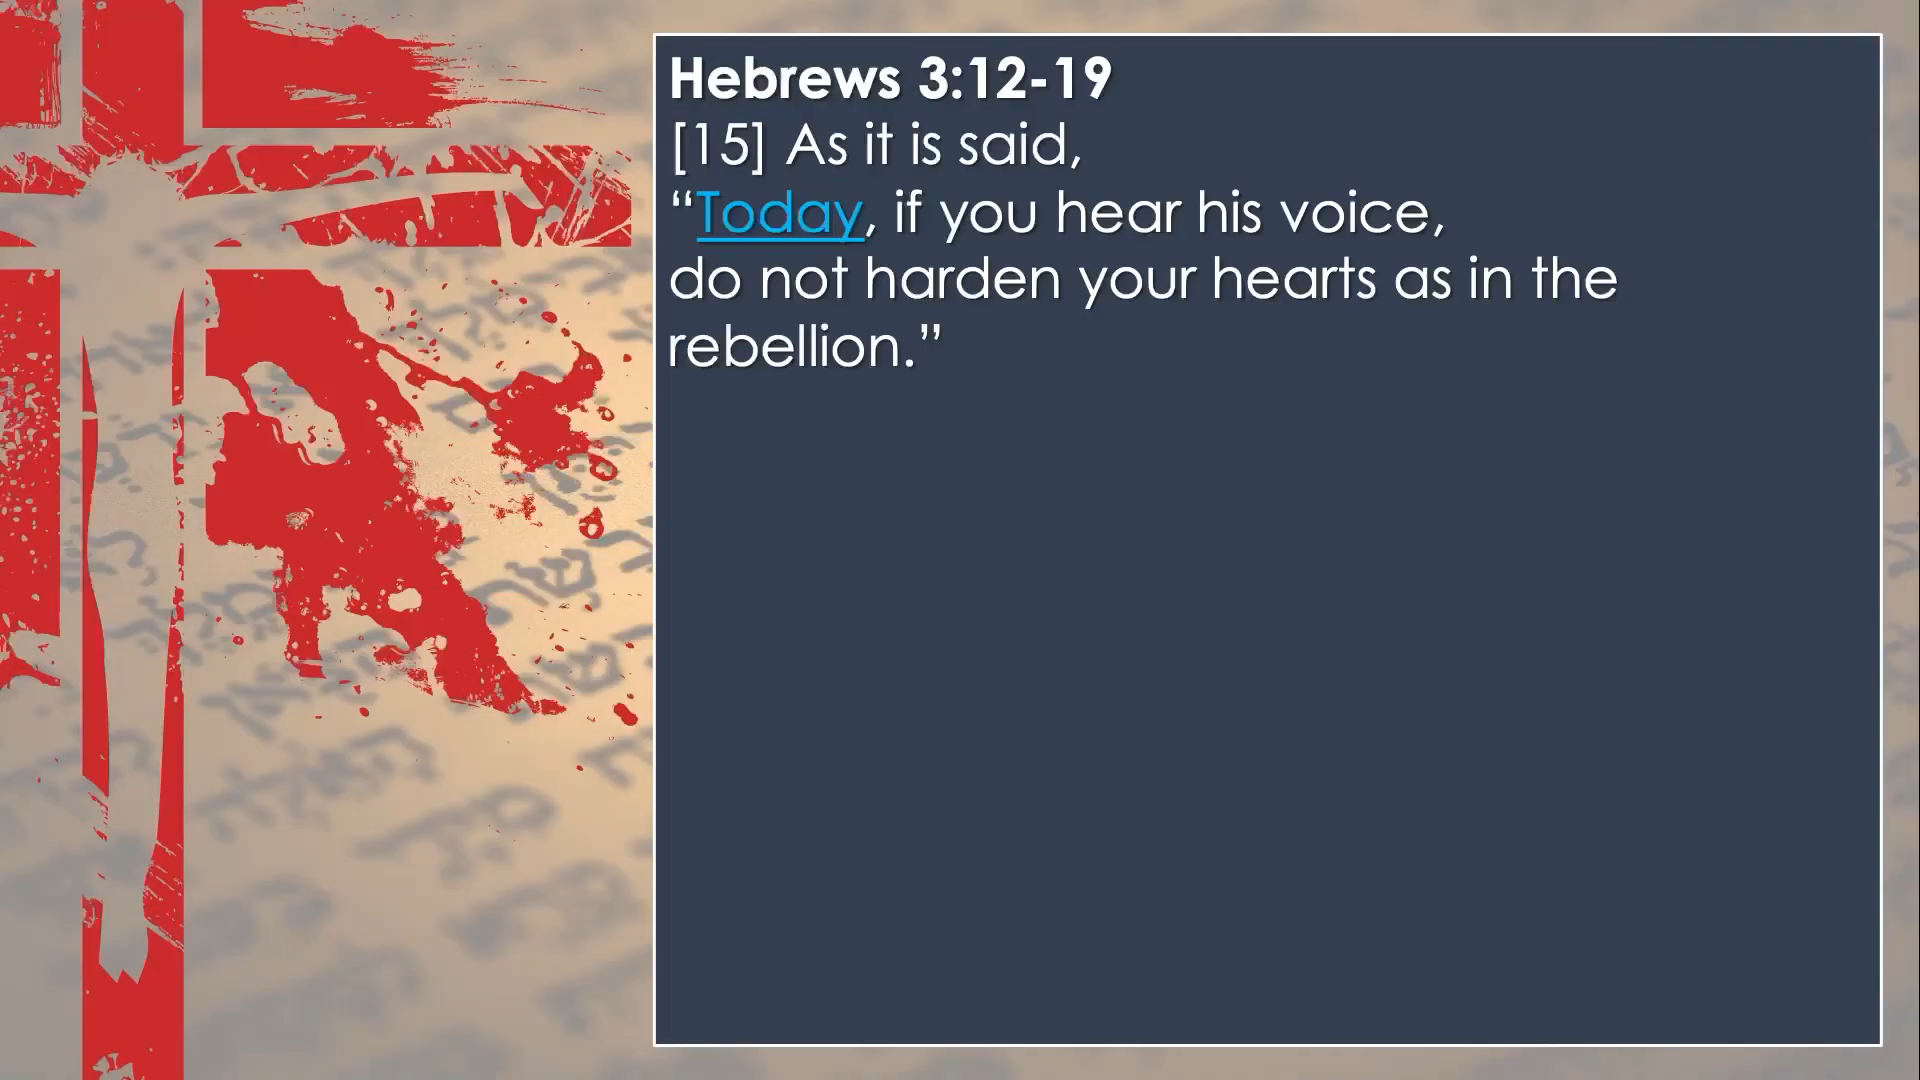 Hebrews 3:12-19
[15] As it is said,
“Today, if you hear his voice,
do not harden your hearts as in the
rebellion.”